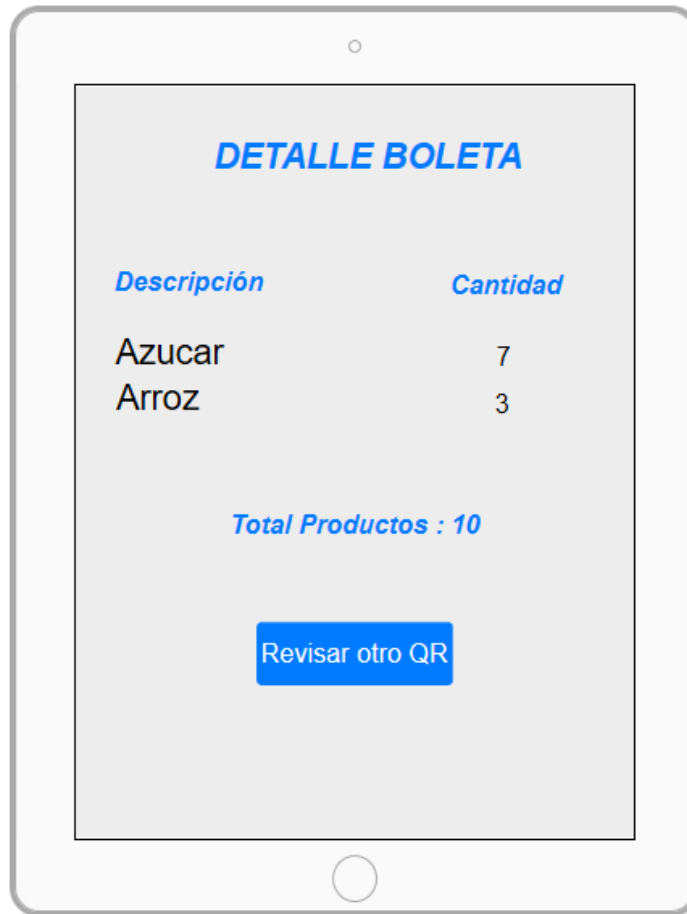 DETALLE BOLETA
Descripción Cantidad
Azucar 7
Arroz 3
Total Productos : 10
Revisar otro QR